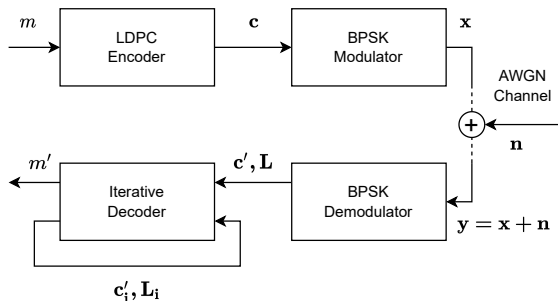 m
LDPC
Encoder
c
BPSK
Modulator
x
AWGN
Channel
+
n
m′
Iterative
Decoder
c′, L
BPSK
Demodulator
y = x + n
c′ᵢ, Lᵢ